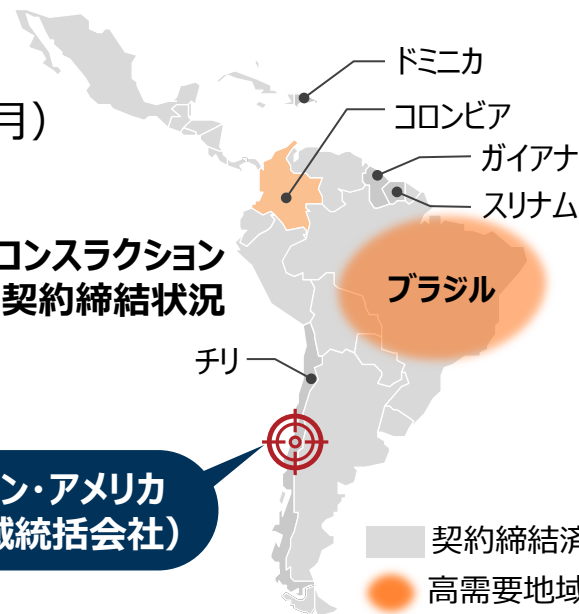 ドミニカ
月）
コロンビア
ガイアナ
スリナム
コンスラクション
契約締結状況
ブラジル
チリ
ン・アメリカ
域統括会社）
契約締結済
高需要地域